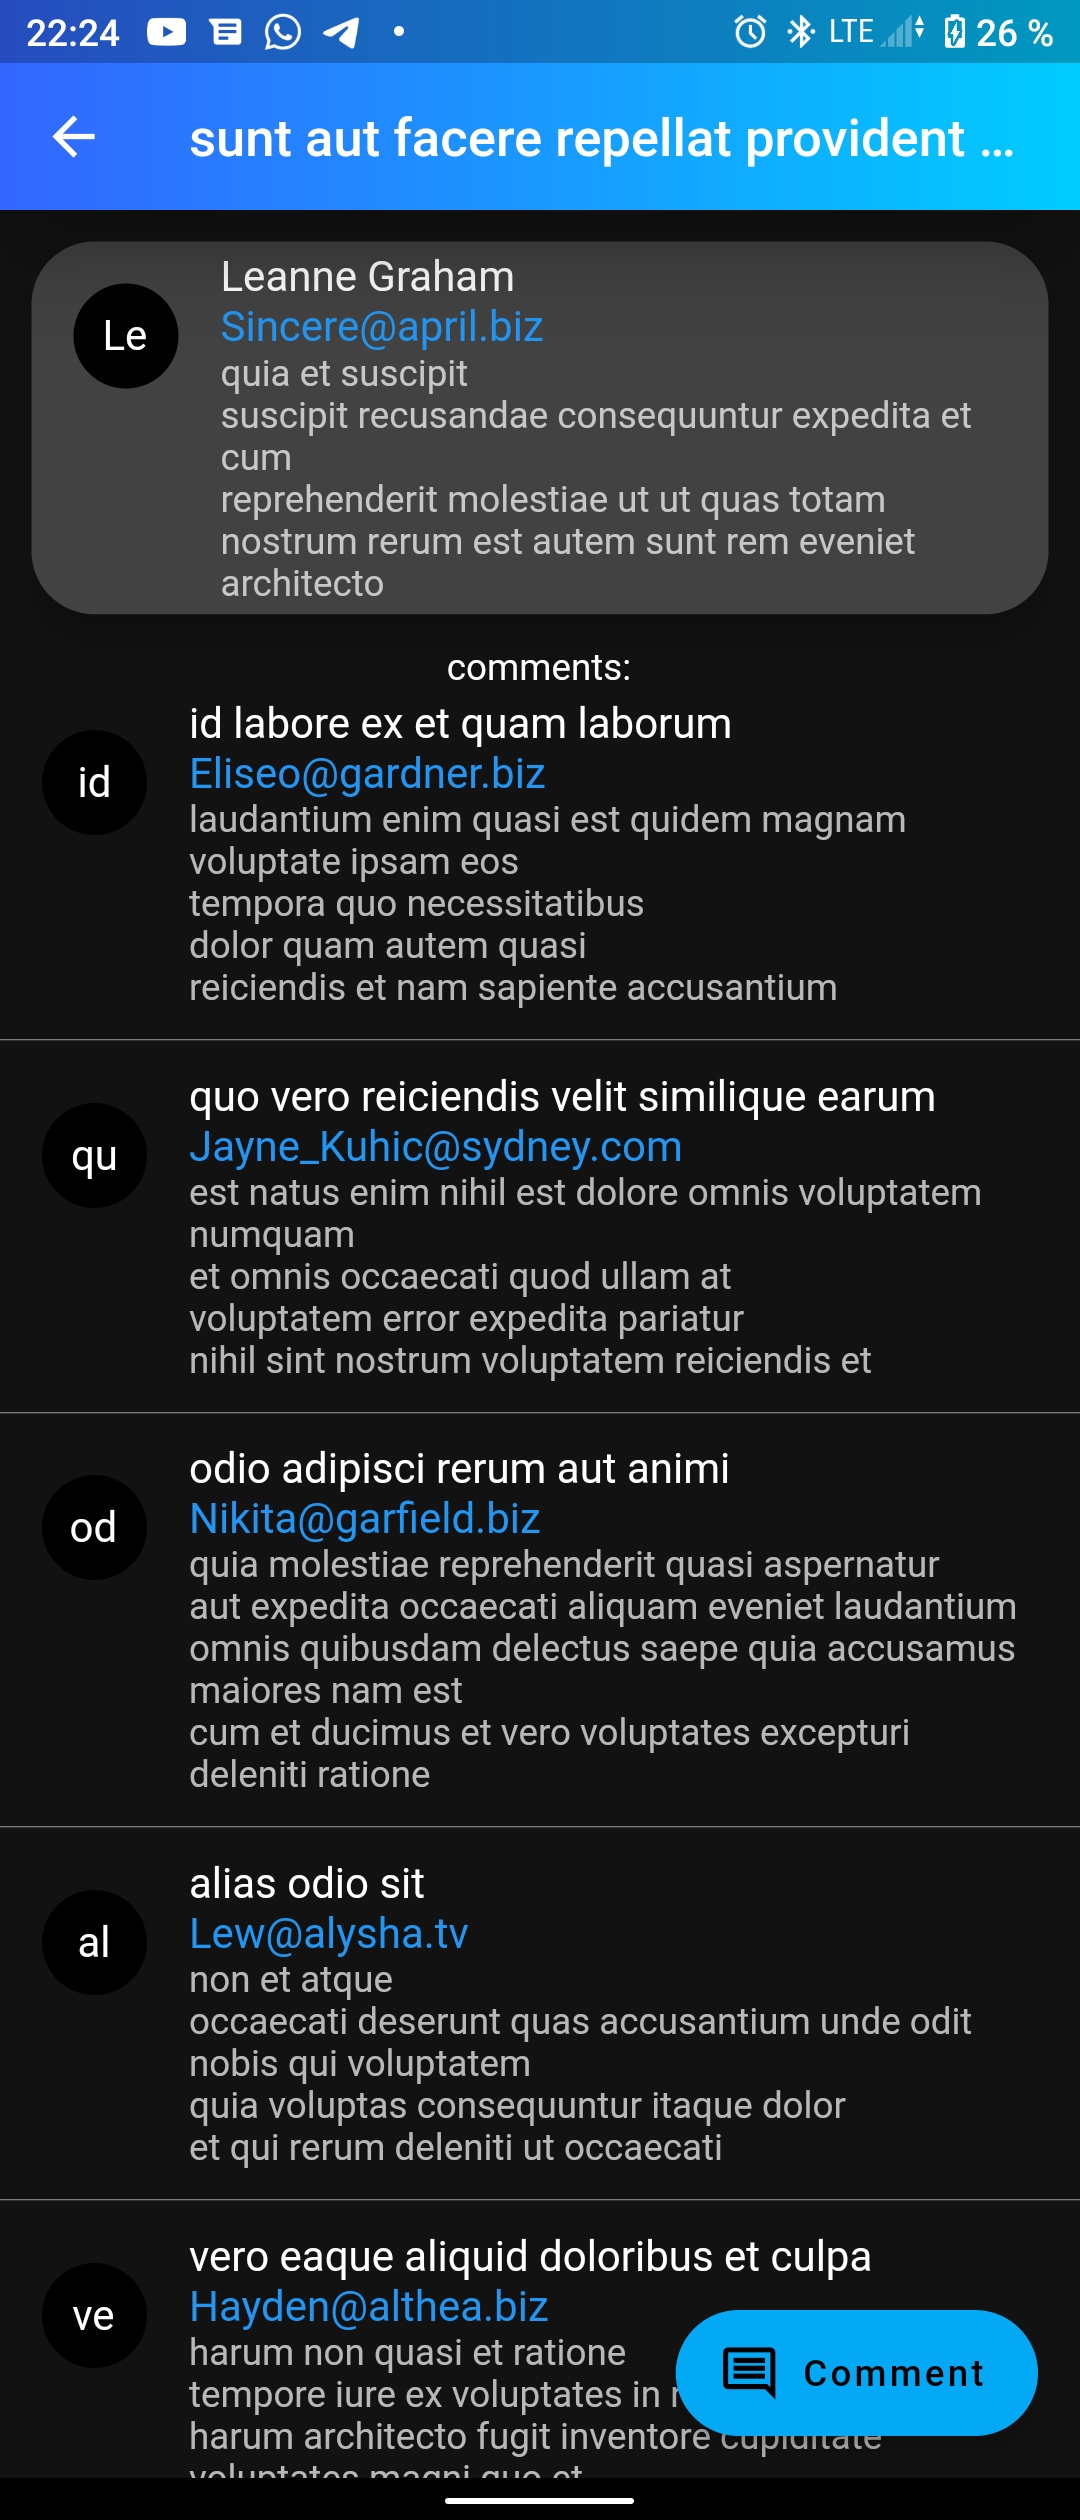 22:24
LTE
26 %
sunt aut facere repellat provident ...
Le
Leanne Graham
Sincere@april.biz
quia et suscipit
suscipit recusandae consequuntur expedita et
cum
reprehenderit molestiae ut ut quas totam
nostrum rerum est autem sunt rem eveniet
architecto
comments:
id
id labore ex et quam laborum
Eliseo@gardner.biz
laudantium enim quasi est quidem magnam
voluptate ipsam eos
tempora quo necessitatibus
dolor quam autem quasi
reiciendis et nam sapiente accusantium
qu
quo vero reiciendis velit similique earum
Jayne_Kuhic@sydney.com
est natus enim nihil est dolore omnis voluptatem
numquam
et omnis occaecati quod ullam at
voluptatem error expedita pariatur
nihil sint nostrum voluptatem reiciendis et
od
odio adipisci rerum aut animi
Nikita@garfield.biz
quia molestiae reprehenderit quasi aspernatur
aut expedita occaecati aliquam eveniet laudantium
omnis quibusdam delectus saepe quia accusamus
maiores nam est
cum et ducimus et vero voluptates excepturi
deleniti ratione
al
alias odio sit
Lew@alysha.tv
non et atque
occaecati deserunt quas accusantium unde odit
nobis qui voluptatem
quia voluptas consequuntur itaque dolor
et qui rerum deleniti ut occaecati
ve
vero eaque aliquid doloribus et culpa
Hayden@althea.biz
harum non quasi et ratione
tempore iure ex voluptates in
harum architecto fugit inventore cupiditate
voluptates magni quo et
Comment